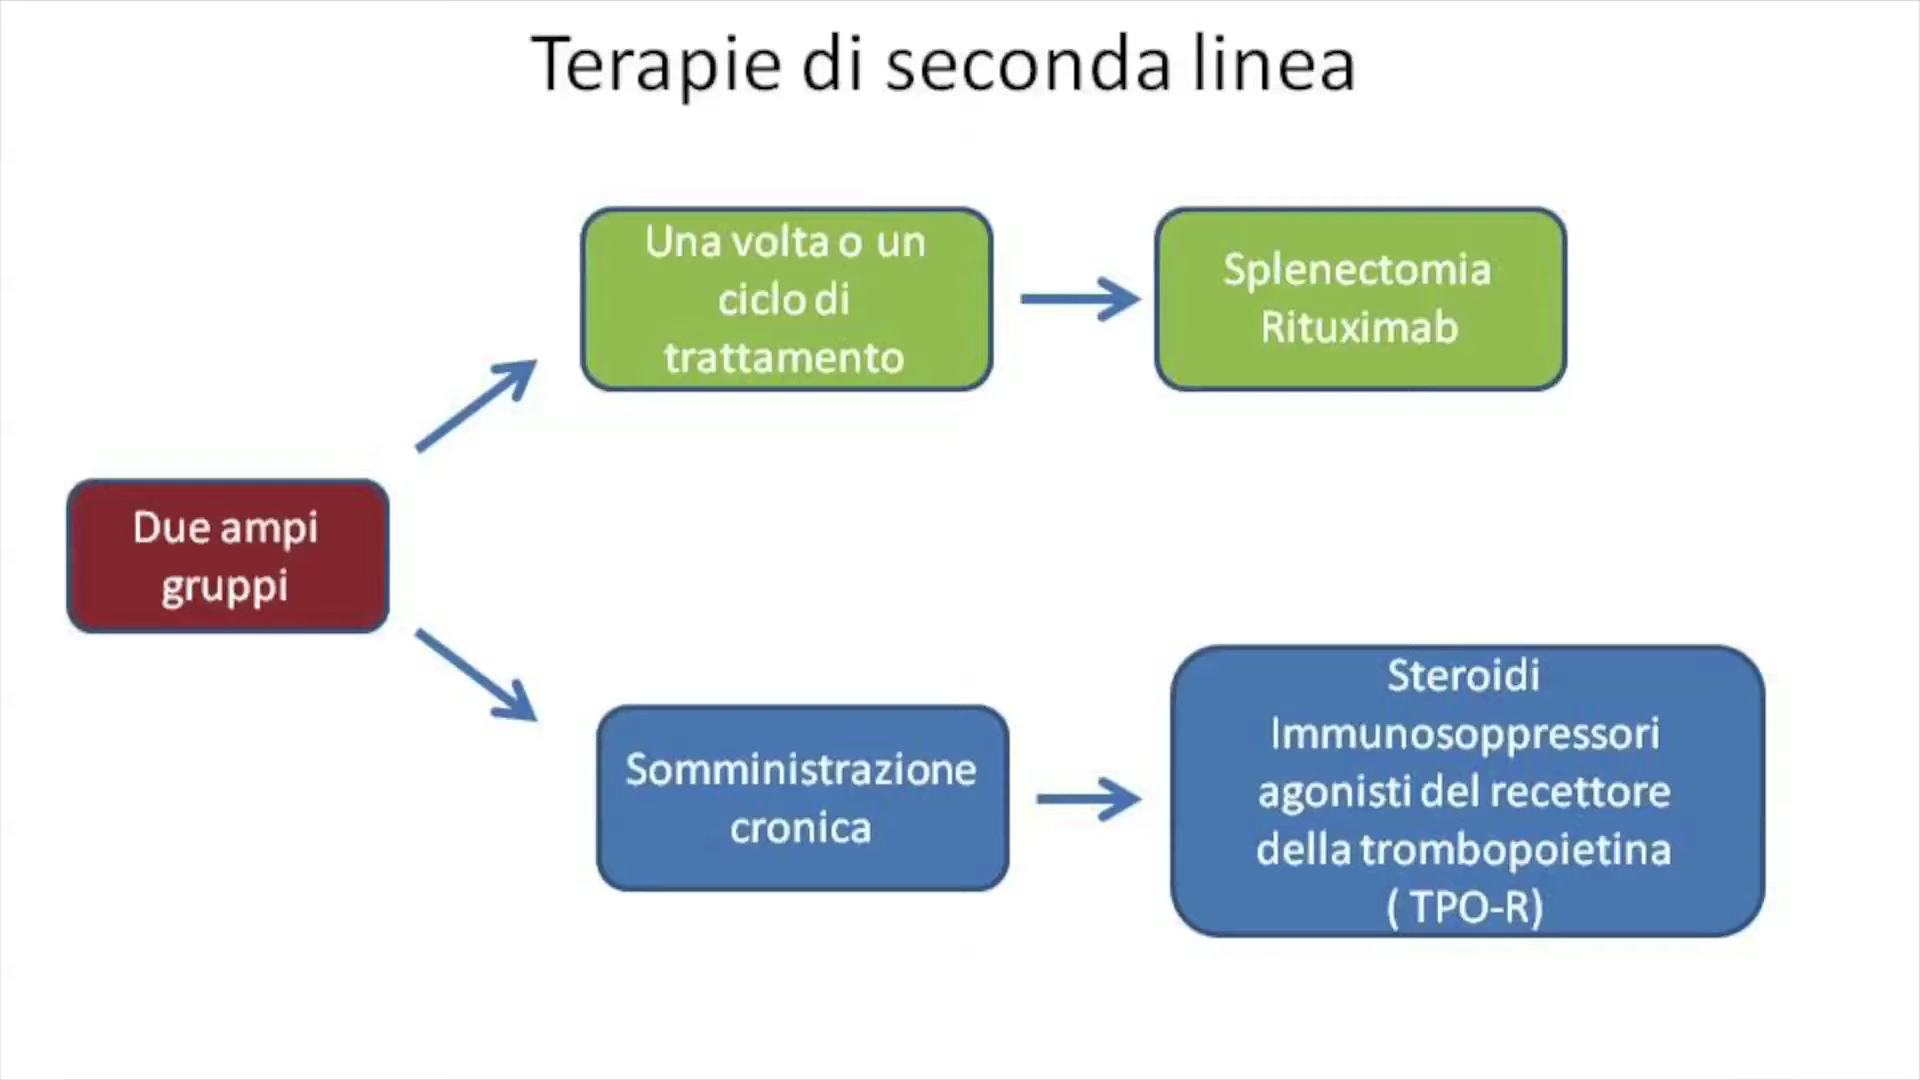 Terapie di seconda linea
Una volta o un
ciclo di
trattamento
Splenectomia
Rituximab
Due ampi
gruppi
Somministrazione
cronica
Steroidi
Immunosoppressori
agonisti del recettore
della trombopoietina
( TPO-R)